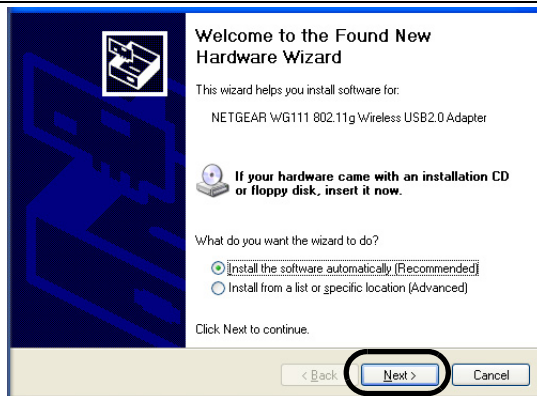 Welcome to the Found New
Hardware Wizard
This wizard helps you install software for:
NETGEAR WG111 802.11g Wireless USB2.0 Adapter
If your hardware came with an installation CD
or floppy disk, insert it now.
What do you want the wizard to do?
Install the software automatically (Recommended)
Install from a list or specific location (Advanced)
Click Next to continue.
< Back Next > Cancel